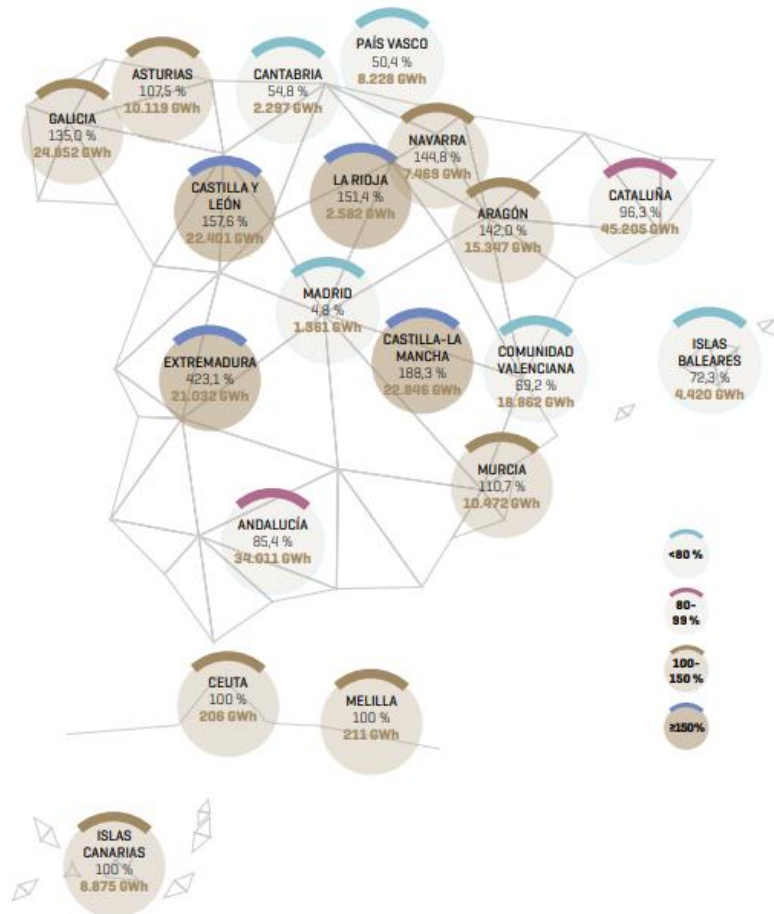 PAÍS VASCO
50,4 %
8.228 GWh
ASTURIAS
107,5 %
10.119 GWh
CANTABRIA
54,8 %
2.297 GWh
GALICIA
135,0 %
24.852 GWh
NAVARRA
144,8 %
7.469 GWh
CASTILLA Y
LEÓN
157,6 %
22.401 GWh
LA RIOJA
151,4 %
2.582 GWh
ARAGÓN
142,0 %
15.347 GWh
CATALUÑA
96,3 %
45.205 GWh
MADRID
4,8 %
1.361 GWh
EXTREMADURA
423,1 %
21.032 GWh
CASTILLA-LA
MANCHA
188,3 %
22.846 GWh
COMUNIDAD
VALENCIANA
69,2 %
18.862 GWh
ISLAS
BALEARES
72,3 %
4.420 GWh
MURCIA
110,7 %
10.472 GWh
ANDALUCÍA
85,4 %
34.011 GWh
<80 %
80-
99 %
100-
150 %
≥150%
CEUTA
100 %
206 GWh
MELILLA
100 %
211 GWh
ISLAS
CANARIAS
100 %
8.875 GWh